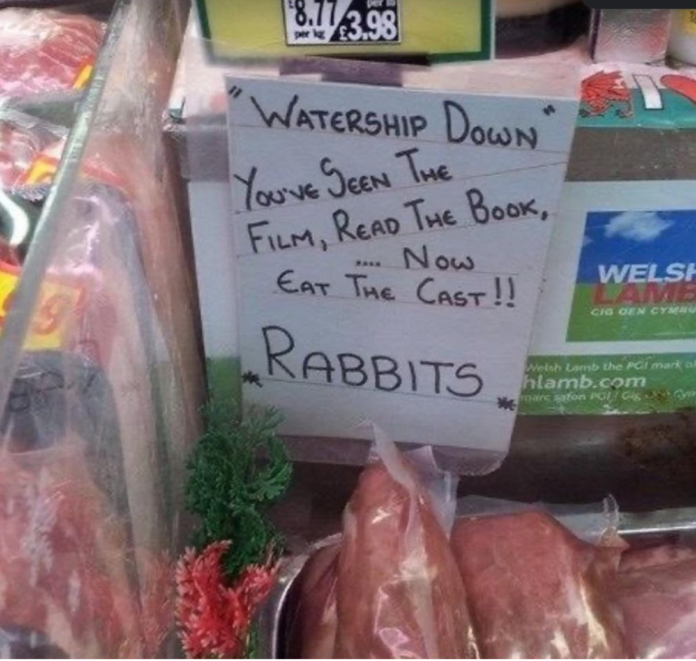 8.77 £3.98
per kg
"WATERSHIP DOWN"
YOU'VE SEEN THE
FILM, READ THE BOOK,
.... NOW
EAT THE CAST!!
*RABBITS*
WELSH
LAMB
CIG OEN CYMRU
Welsh Lamb the PGI mark of
hlamb.com